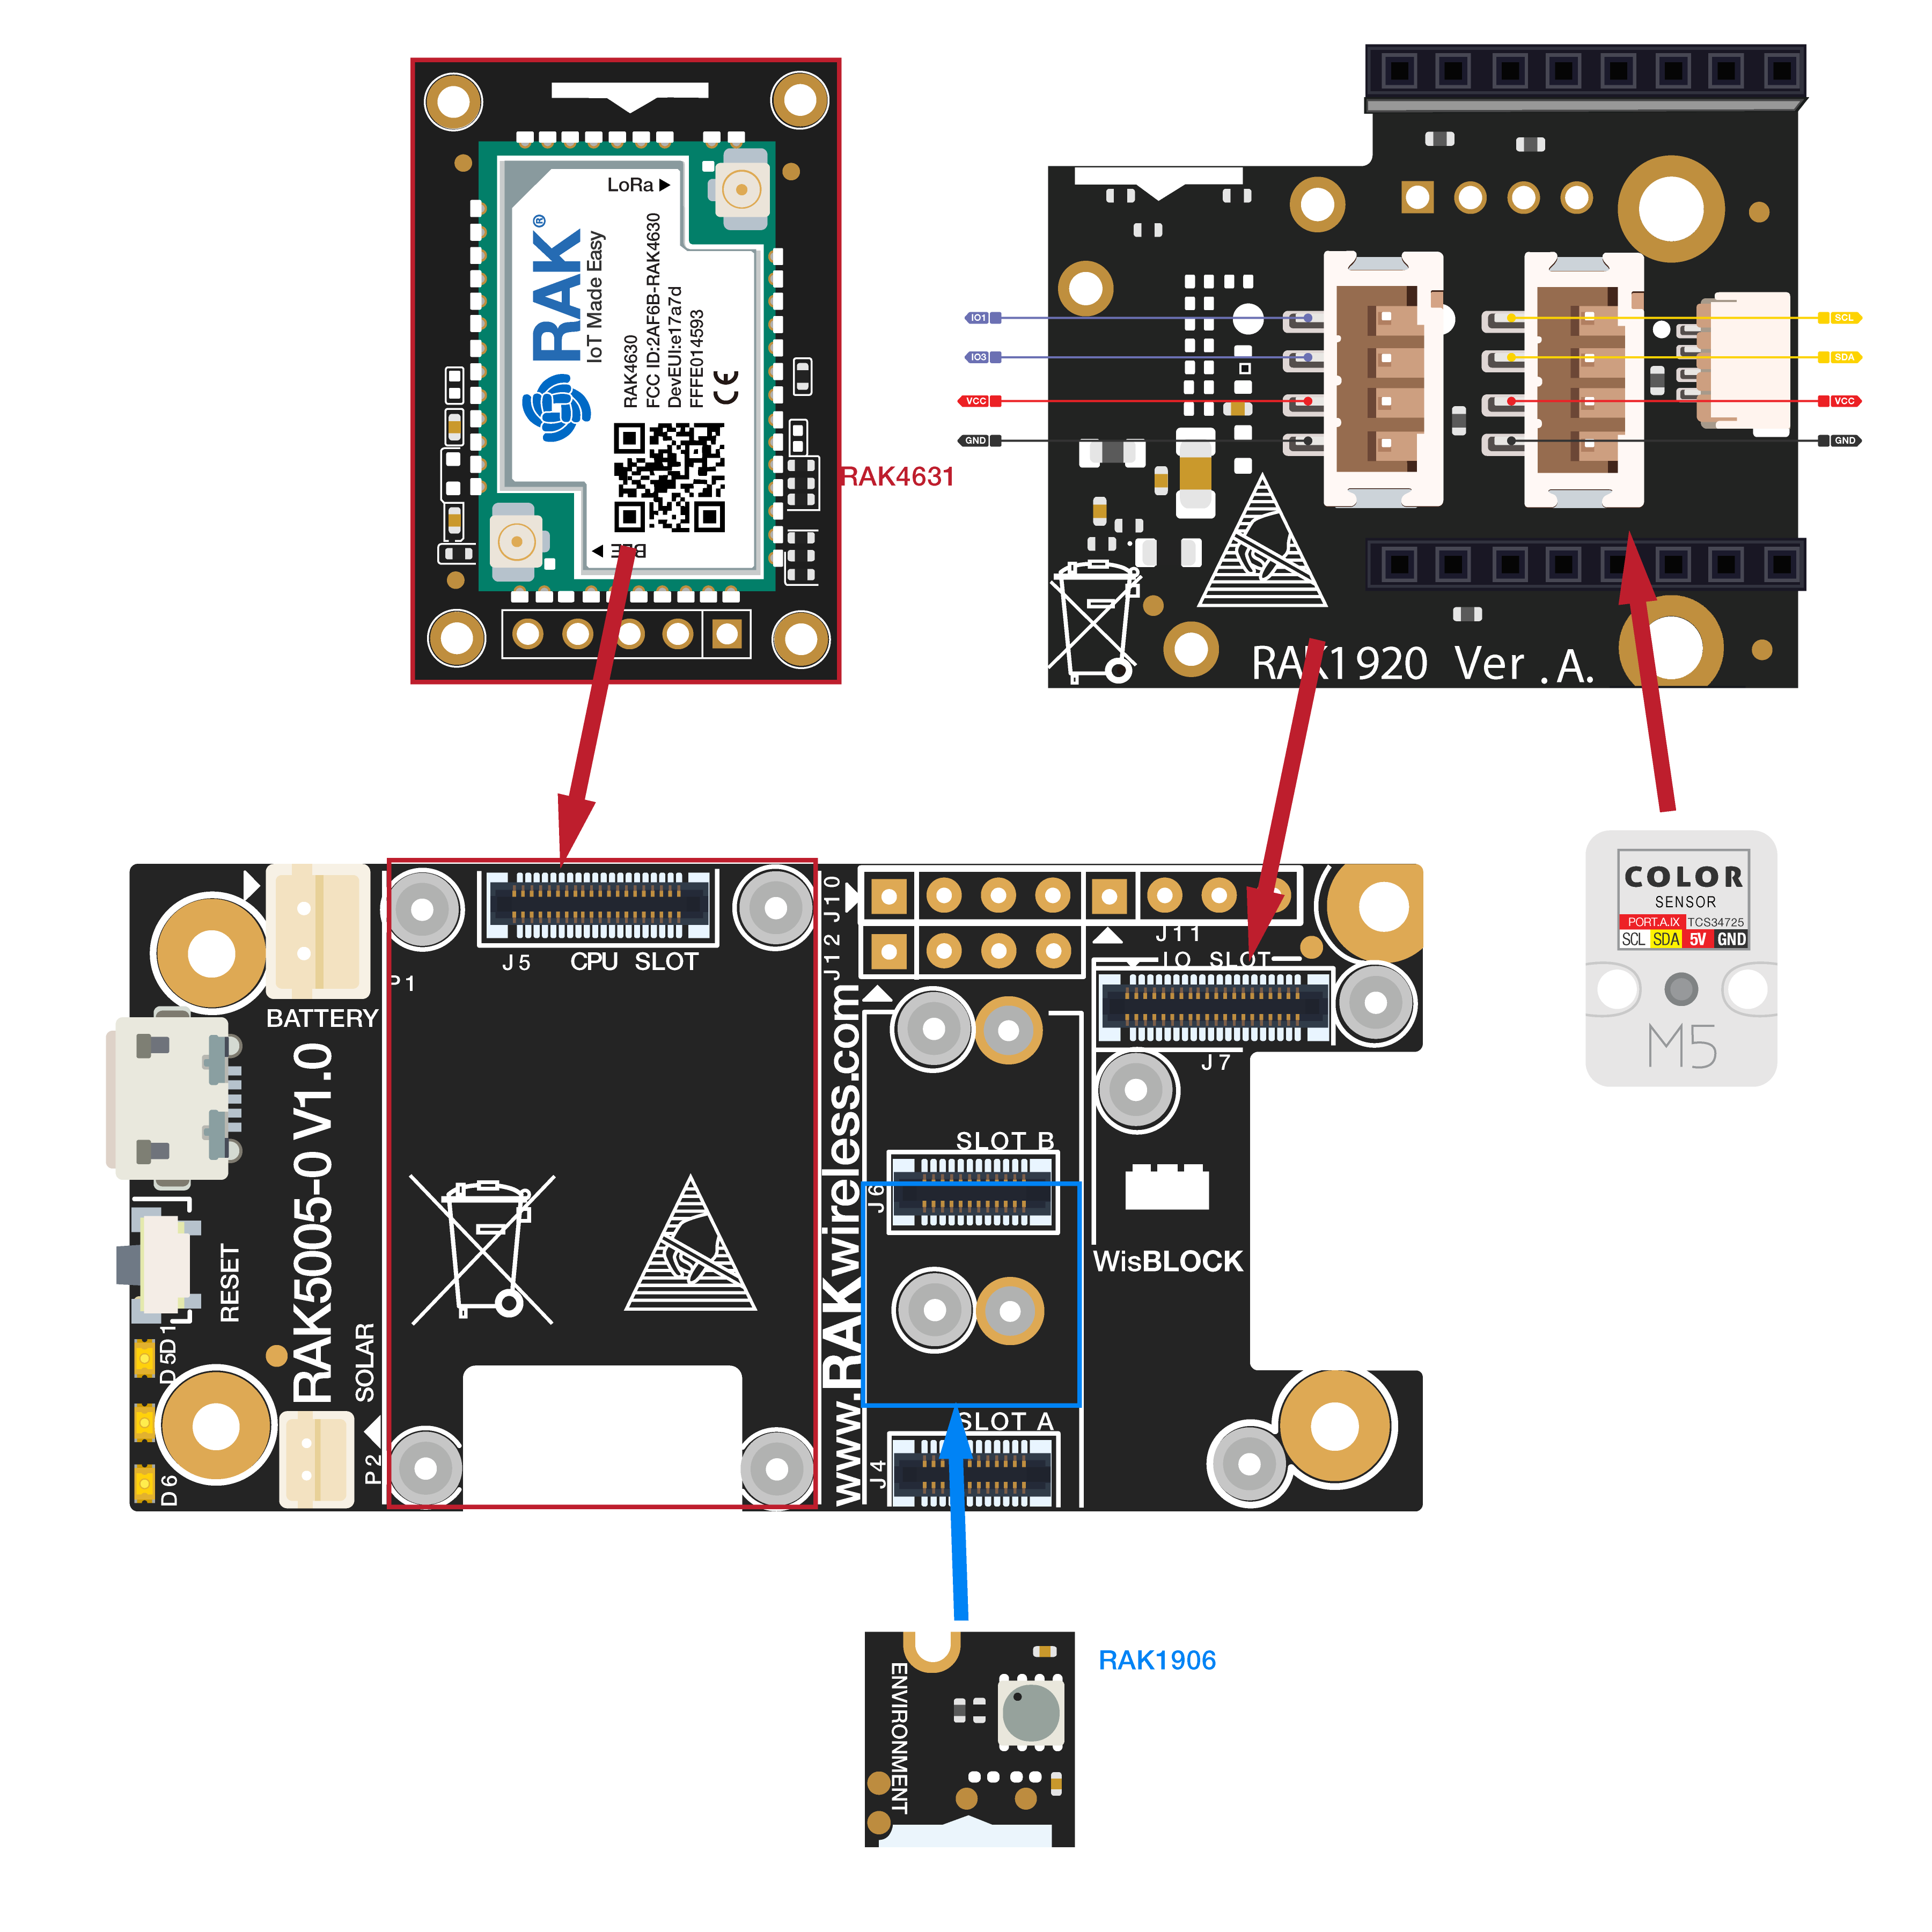 LoRa
RAK®
IoT Made Easy
RAK4630
FCC ID:2AF6B-RAK4630
DevEUI:e17a7d
FFFE014593
CE
RAK4631
IO1
IO3
VCC
GND
SCL
SDA
VCC
GND
RAK1920 Ver .A.
COLOR
SENSOR
PORT.A.IX TCS34725
SCL SDA 5V GND
M5
J5 CPU SLOT
P1
BATTERY
RAK5005-0 V1.0
RESET
SOLAR
D1
D5
D6
P2
J10
J12
J11
IO SLOT
J7
www.RAKwireless.com
SLOT B
J6
WisBLOCK
SLOT A
J4
RAK1906
ENVIRONMENT